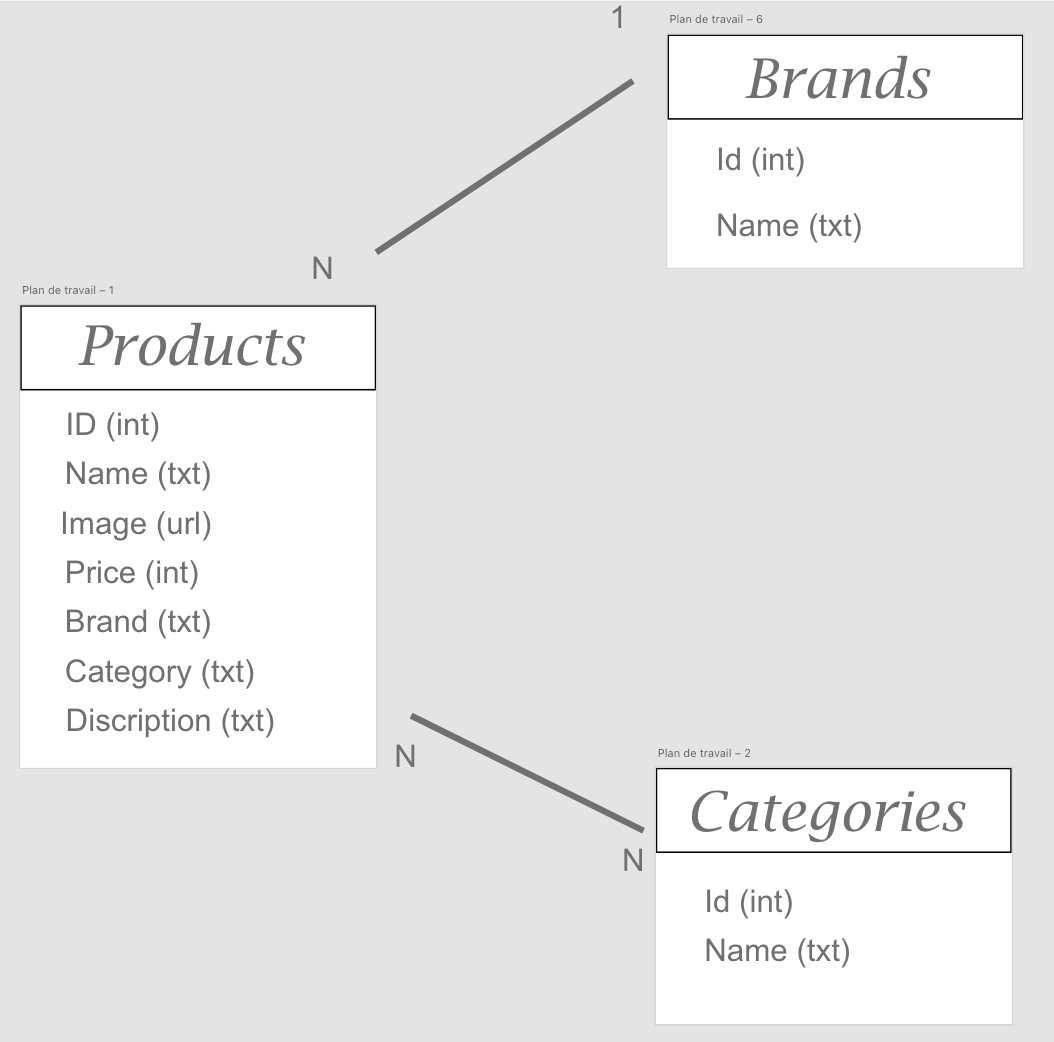 1
Plan de travail – 6
Brands
Id (int)
Name (txt)
N
Plan de travail – 1
Products
ID (int)
Name (txt)
Image (url)
Price (int)
Brand (txt)
Category (txt)
Discription (txt)
N
N
Plan de travail – 2
Categories
Id (int)
Name (txt)